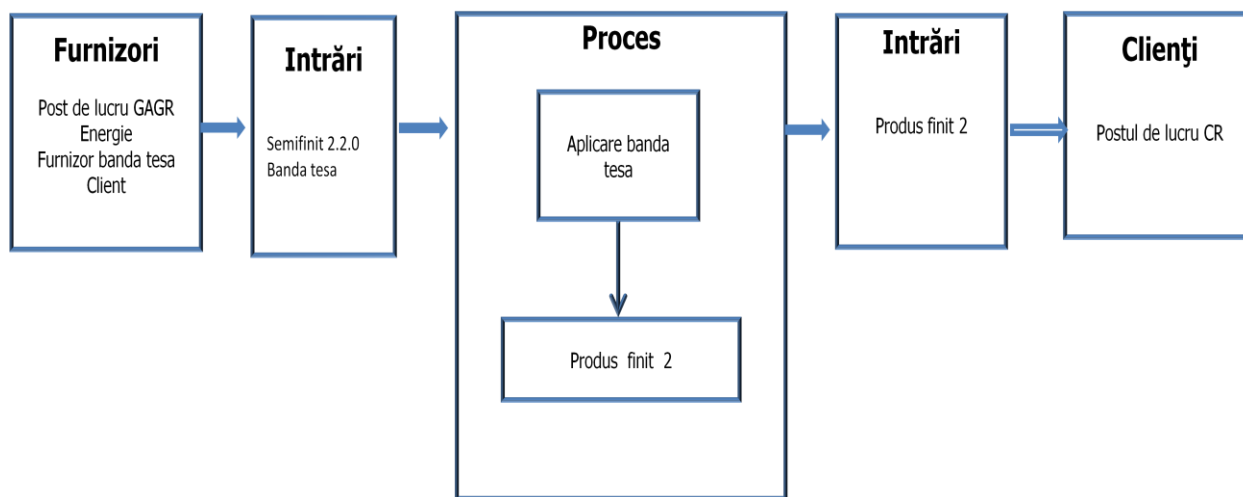 Furnizori
Post de lucru GAGR
Energie
Furnizor banda tesa
Client
Intrări
Semifinit 2.2.0
Banda tesa
Proces
Aplicare banda
tesa
Produs finit 2
Intrări
Produs finit 2
Clienţi
Postul de lucru CR